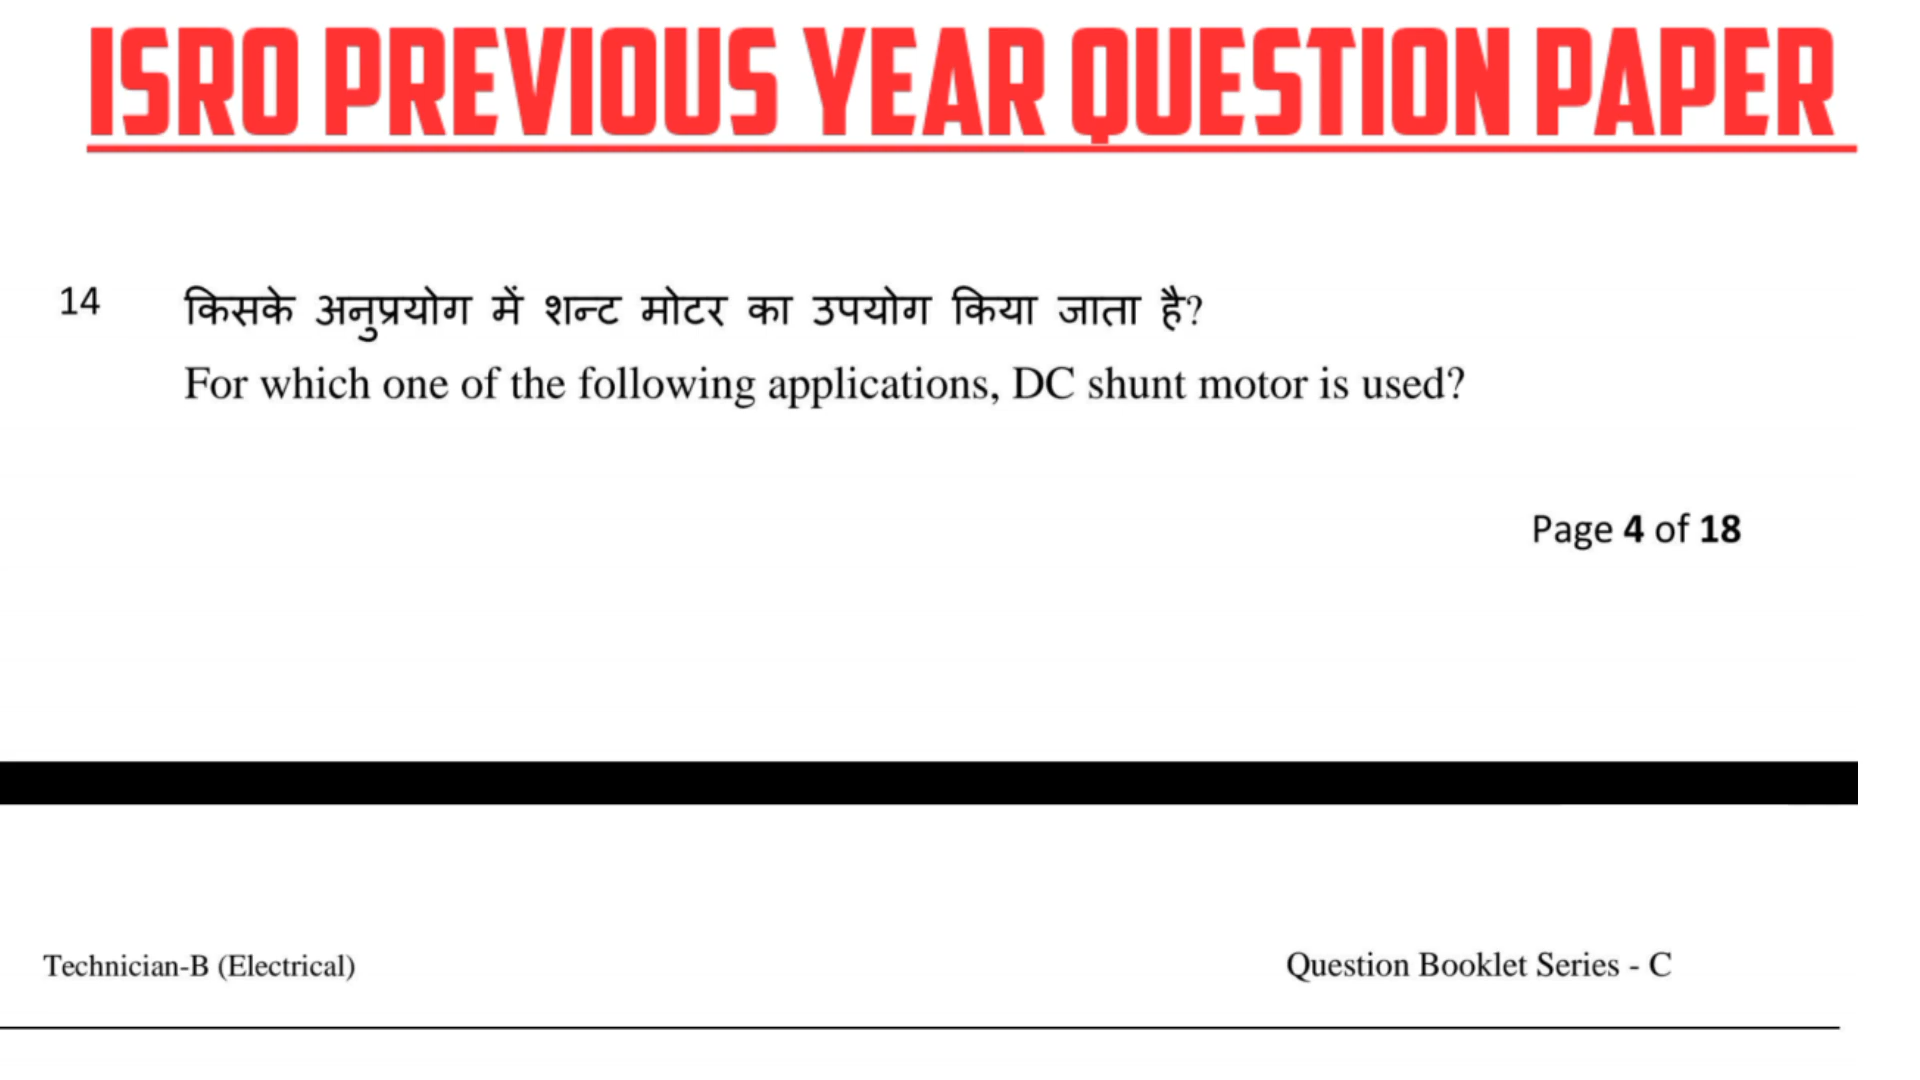 ISRO PREVIOUS YEAR QUESTION PAPER
14 किसके अनुप्रयोग में शन्ट मोटर का उपयोग किया जाता है?
For which one of the following applications, DC shunt motor is used?
Page 4 of 18
Technician-B (Electrical) Question Booklet Series - C